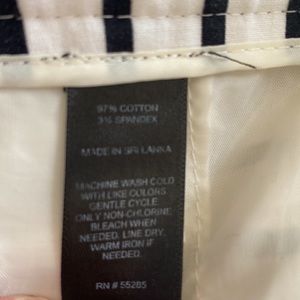 97% COTTON
3% SPANDEX
MADE IN SRI LANKA
MACHINE WASH COLD
WITH LIKE COLORS.
GENTLE CYCLE
ONLY NON-CHLORINE
BLEACH WHEN
NEEDED. LINE DRY.
WARM IRON IF
NEEDED.
RN # 55285